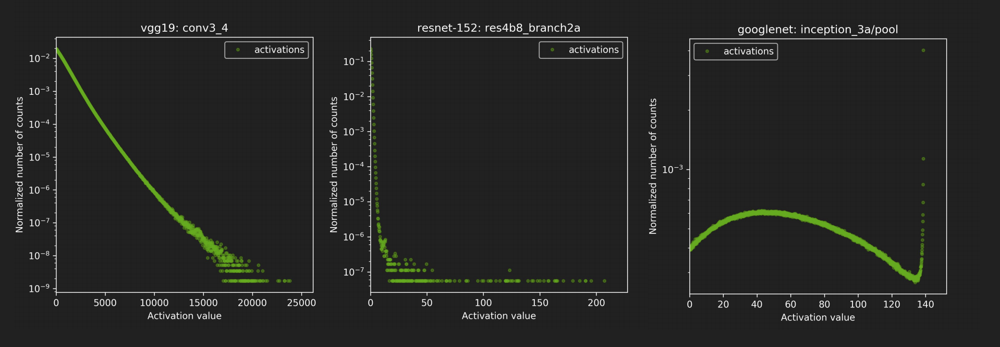 vgg19: conv3_4
activations
Normalized number of counts
10⁻²
10⁻³
10⁻⁴
10⁻⁵
10⁻⁶
10⁻⁷
10⁻⁸
10⁻⁹
0 5000 10000 15000 20000 25000
Activation value
resnet-152: res4b8_branch2a
activations
Normalized number of counts
10⁻¹
10⁻²
10⁻³
10⁻⁴
10⁻⁵
10⁻⁶
10⁻⁷
0 50 100 150 200
Activation value
googlenet: inception_3a/pool
activations
Normalized number of counts
10⁻³
0 20 40 60 80 100 120 140
Activation value